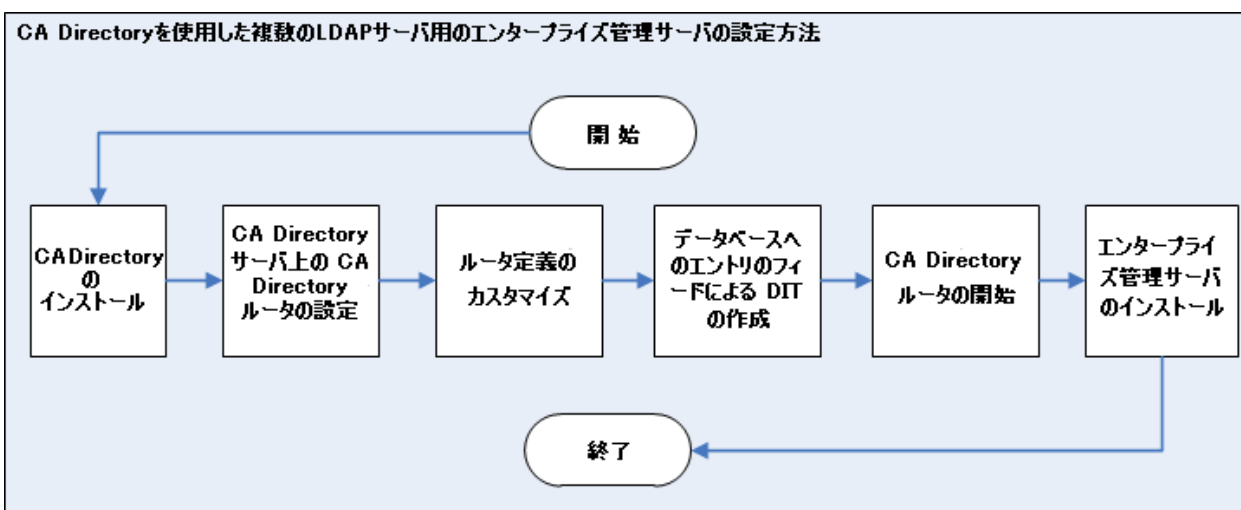 CA Directoryを使用した複数のLDAPサーバ用のエンタープライズ管理サーバの設定方法
開 始
CADirectory
の
インストール
CA Directory
サーバ上の CA
Directory
ルータの設定
ルータ定義の
カスタマイズ
データベースへ
のエントリのフィ
ードによる DIT
の作成
CA Directory
ルータの開始
エンタープライ
ズ管理サーバ
のインストール
終了